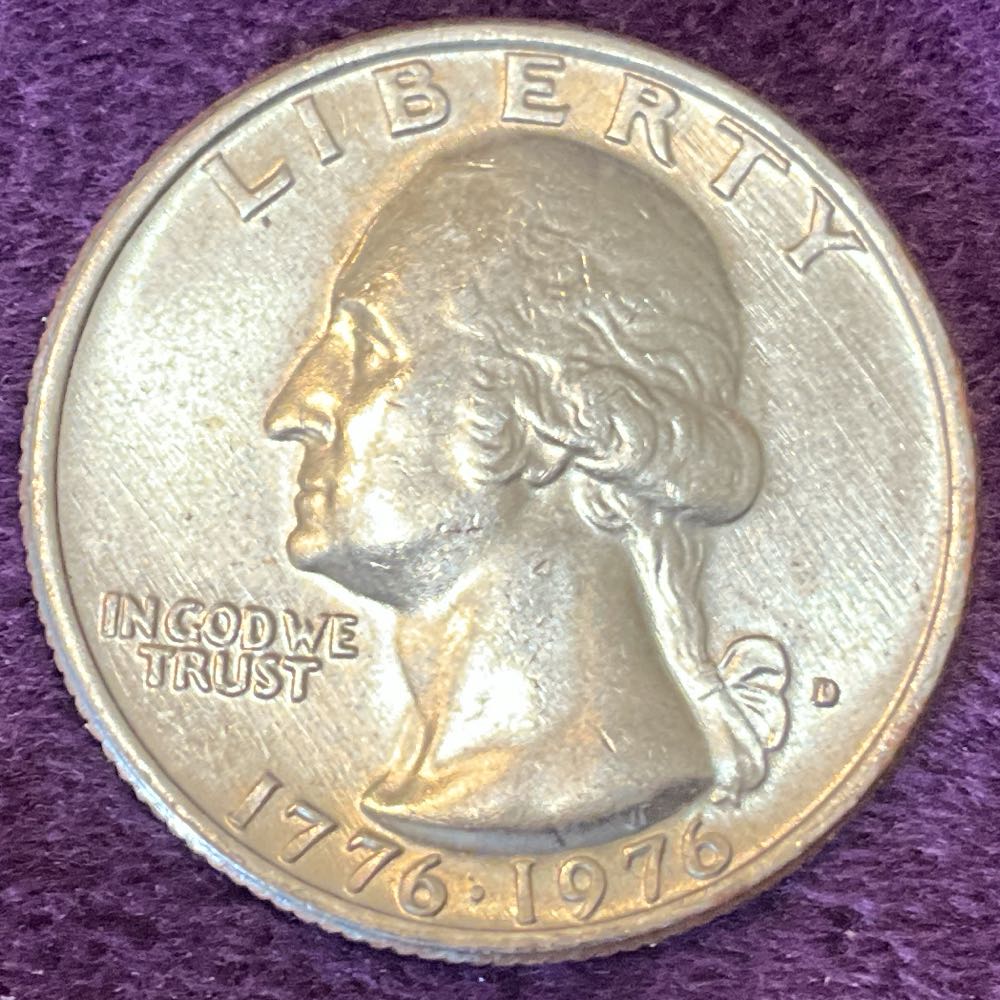 LIBERTY
IN GOD WE
TRUST
D
1776·1976